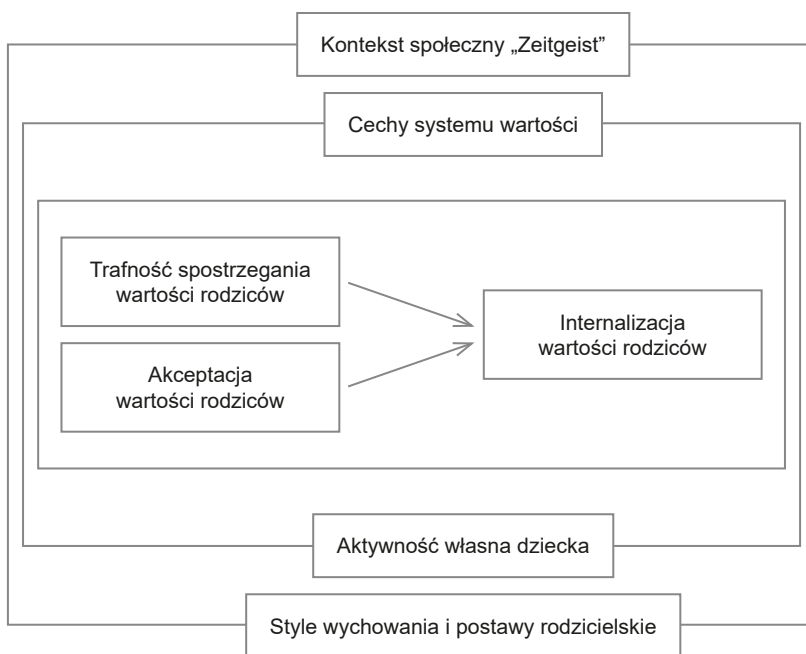 Kontekst społeczny „Zeitgeist”
Cechy systemu wartości
Trafność spostrzegania
wartości rodziców
Akceptacja
wartości rodziców
Internalizacja
wartości rodziców
Aktywność własna dziecka
Style wychowania i postawy rodzicielskie